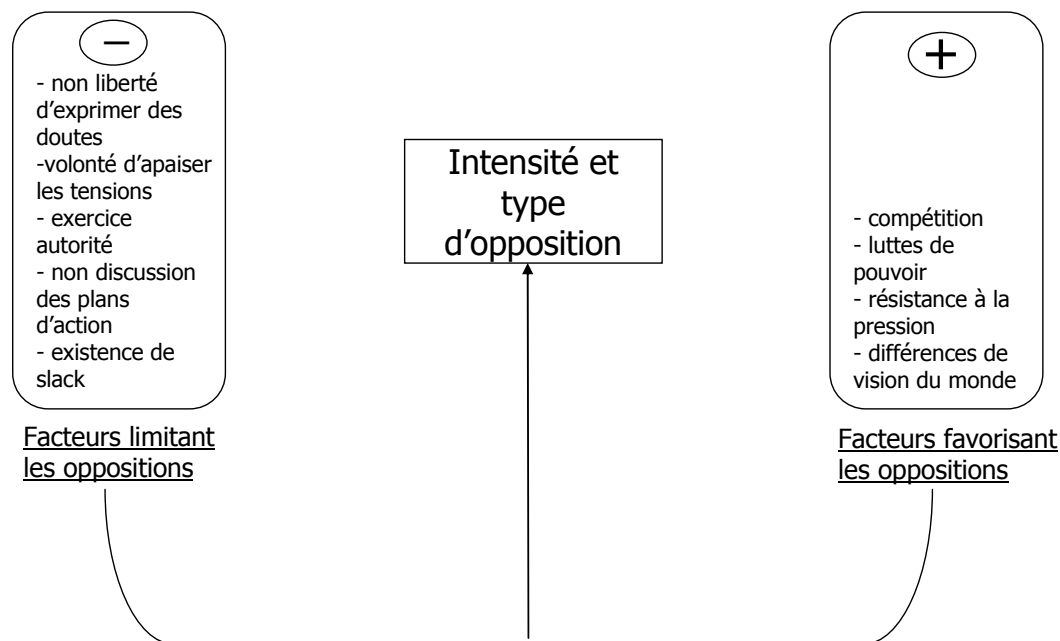 −
- non liberté
d’exprimer des
doutes
-volonté d’apaiser
les tensions
- exercice
autorité
- non discussion
des plans
d’action
- existence de
slack
Facteurs limitant
les oppositions
Intensité et
type
d’opposition
+
- compétition
- luttes de
pouvoir
- résistance à la
pression
- différences de
vision du monde
Facteurs favorisant
les oppositions